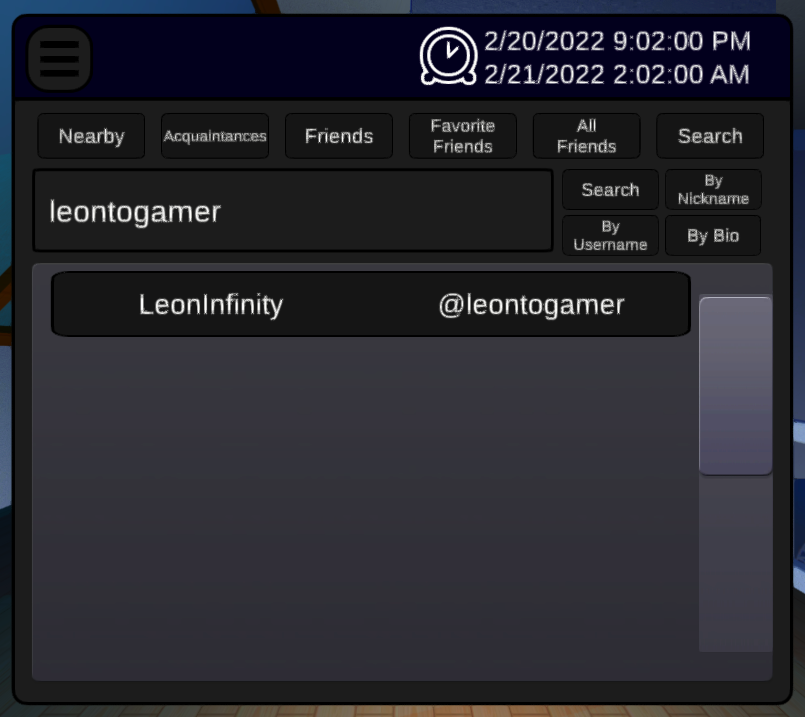 2/20/2022 9:02:00 PM
2/21/2022 2:02:00 AM
Nearby
Acquaintances
Friends
Favorite
Friends
All
Friends
Search
leontogamer
Search
By
Nickname
By
Username
By Bio
LeonInfinity @leontogamer